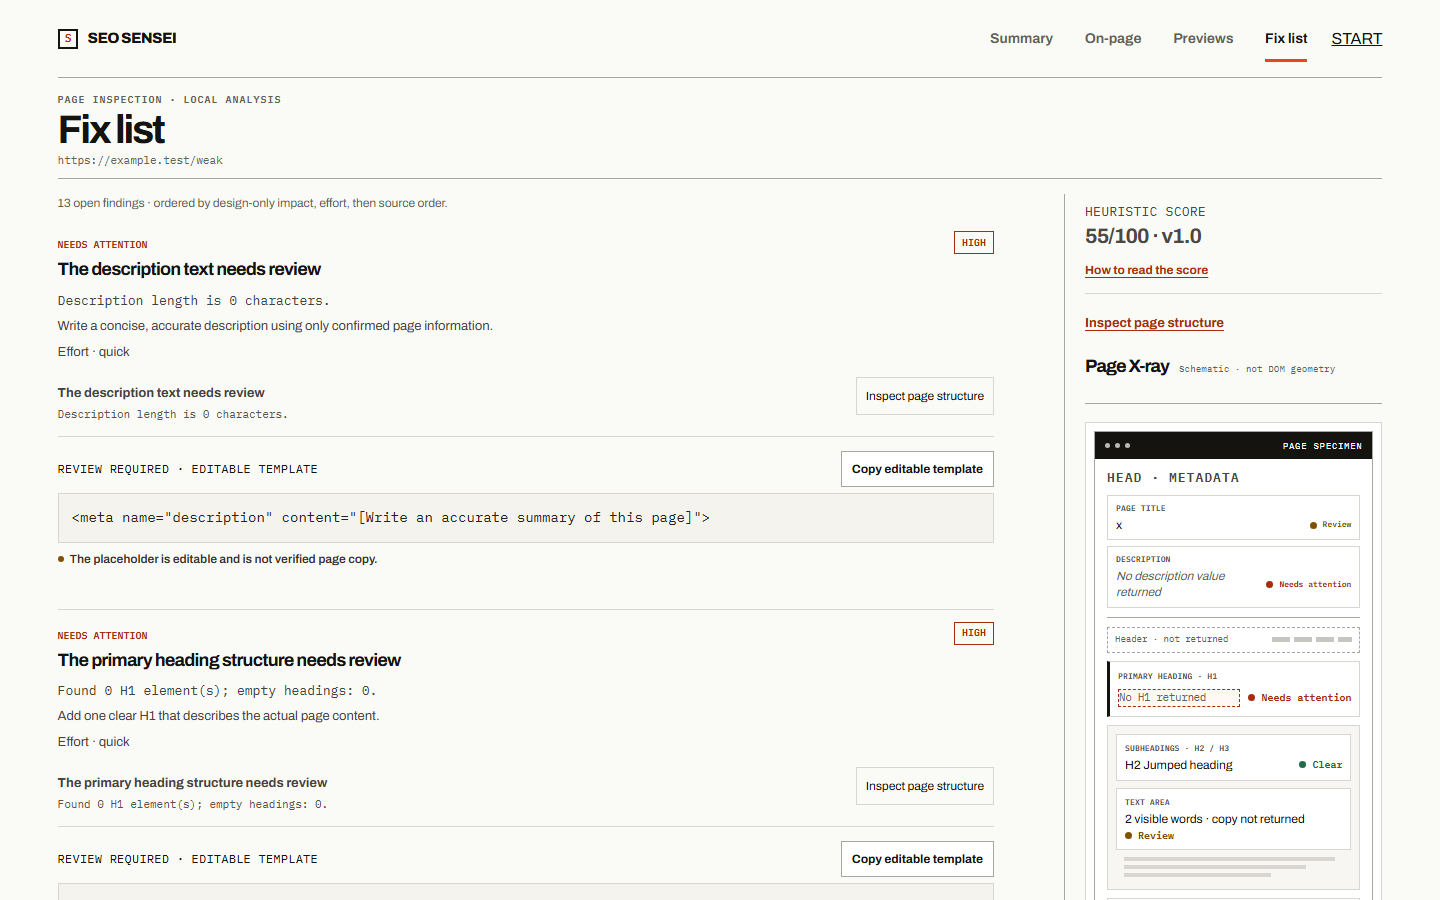 S SEO SENSEI
Summary On-page Previews Fix list START
PAGE INSPECTION · LOCAL ANALYSIS
Fix list
https://example.test/weak
13 open findings · ordered by design-only impact, effort, then source order.
NEEDS ATTENTION
HIGH
The description text needs review
Description length is 0 characters.
Write a concise, accurate description using only confirmed page information.
Effort · quick
The description text needs review
Description length is 0 characters.
Inspect page structure
REVIEW REQUIRED · EDITABLE TEMPLATE
Copy editable template
<meta name="description" content="[Write an accurate summary of this page]">
The placeholder is editable and is not verified page copy.
NEEDS ATTENTION
HIGH
The primary heading structure needs review
Found 0 H1 element(s); empty headings: 0.
Add one clear H1 that describes the actual page content.
Effort · quick
The primary heading structure needs review
Found 0 H1 element(s); empty headings: 0.
Inspect page structure
REVIEW REQUIRED · EDITABLE TEMPLATE
Copy editable template
HEURISTIC SCORE
55/100 · v1.0
How to read the score
Inspect page structure
Page X-ray Schematic · not DOM geometry
PAGE SPECIMEN
HEAD · METADATA
PAGE TITLE
x
Review
DESCRIPTION
No description value
returned
Needs attention
Header · not returned
PRIMARY HEADING · H1
No H1 returned
Needs attention
SUBHEADINGS · H2 / H3
H2 Jumped heading
Clear
TEXT AREA
2 visible words · copy not returned
Review